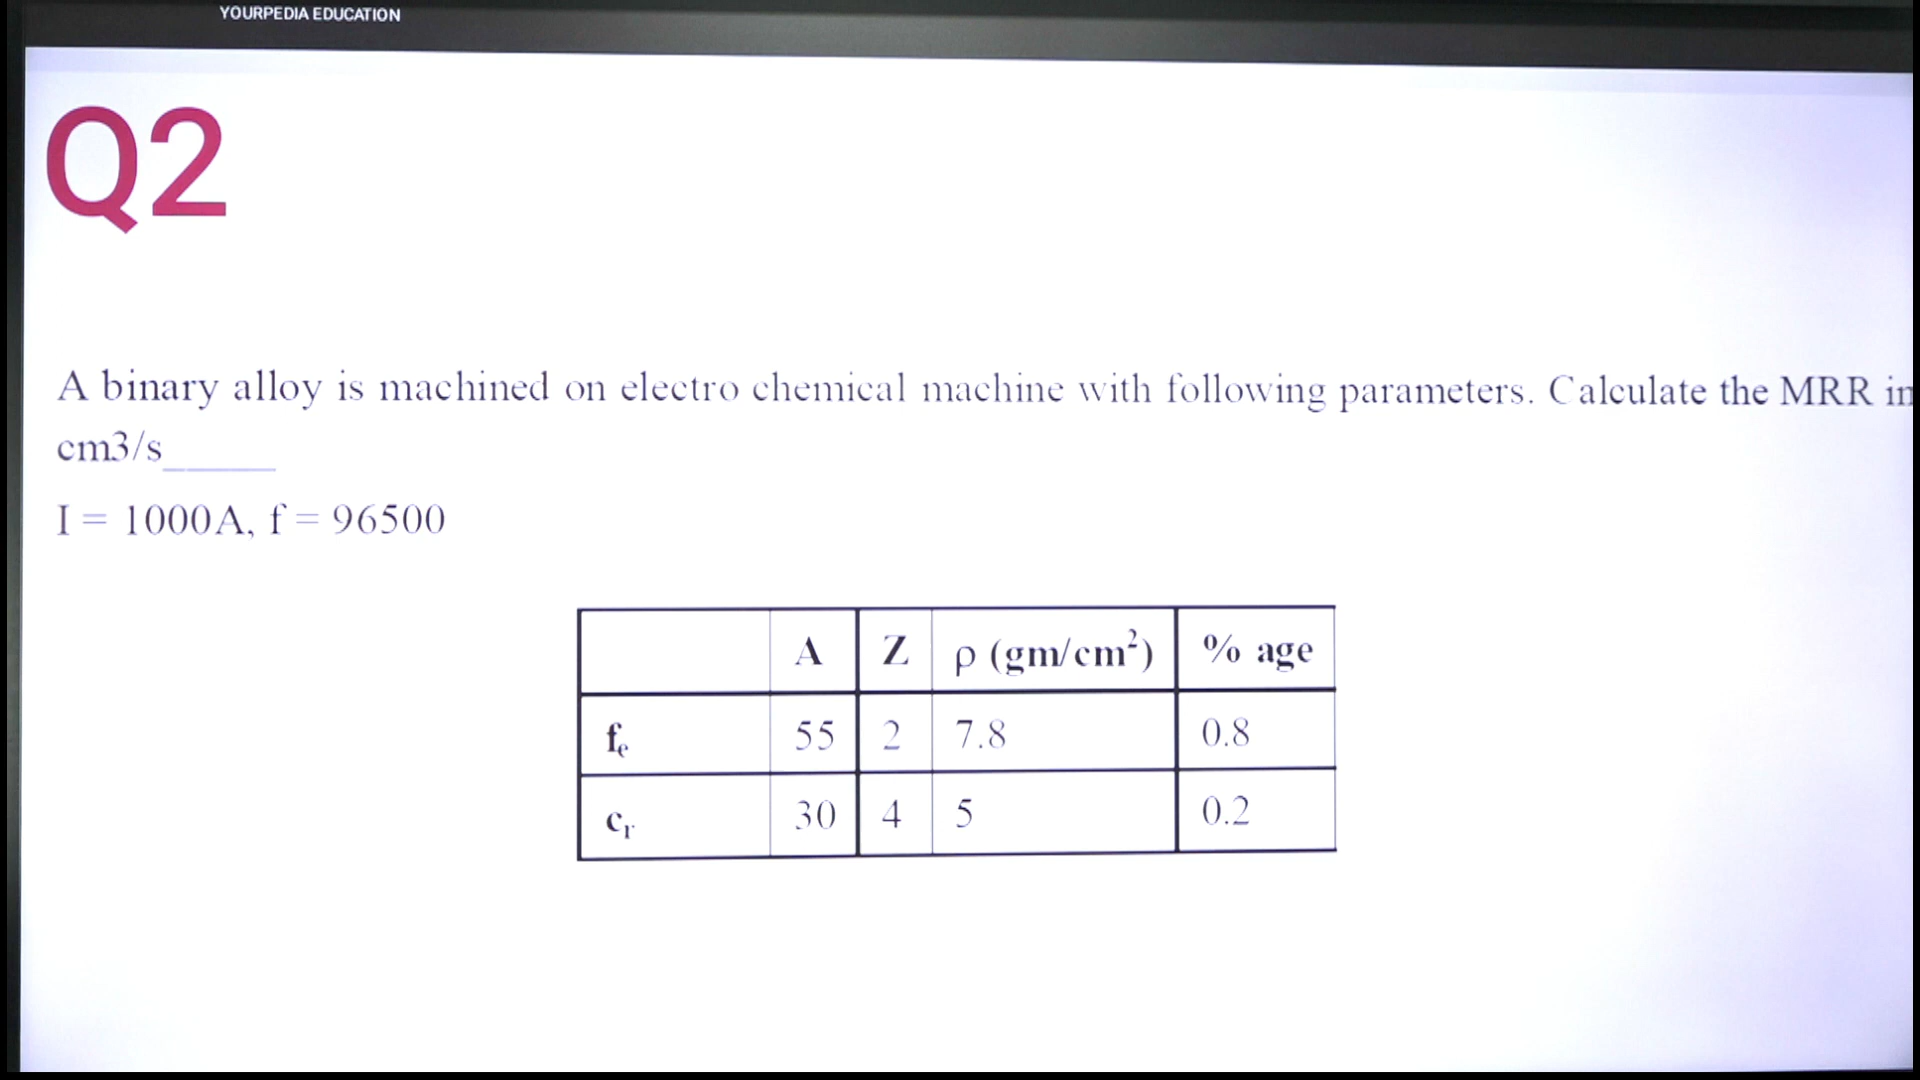 YOURPEDIA EDUCATION
Q2
A binary alloy is machined on electro chemical machine with following parameters. Calculate the MRR in
cm3/s_____
I = 1000A, f = 96500
A Z ρ (gm/cm²) % age
fe 55 2 7.8 0.8
cr 30 4 5 0.2